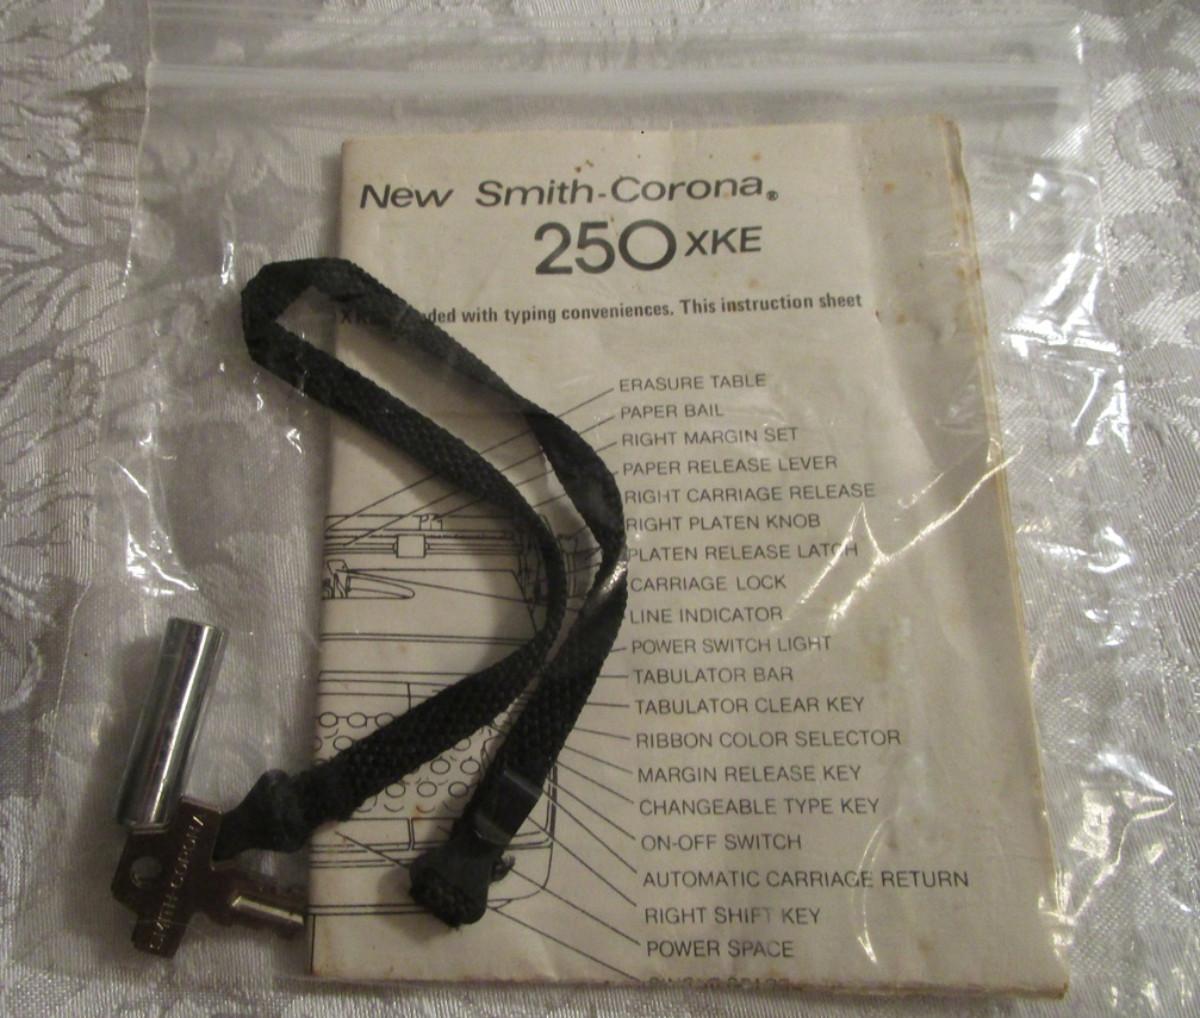 New Smith-Corona®
250 XKE
with typing conveniences. This instruction sheet
ERASURE TABLE
PAPER BAIL
RIGHT MARGIN SET
PAPER RELEASE LEVER
RIGHT CARRIAGE RELEASE
RIGHT PLATEN KNOB
PLATEN RELEASE LATCH
CARRIAGE LOCK
LINE INDICATOR
POWER SWITCH LIGHT
TABULATOR BAR
TABULATOR CLEAR KEY
RIBBON COLOR SELECTOR
MARGIN RELEASE KEY
CHANGEABLE TYPE KEY
ON-OFF SWITCH
AUTOMATIC CARRIAGE RETURN
RIGHT SHIFT KEY
POWER SPACE
SMITH-CORONA